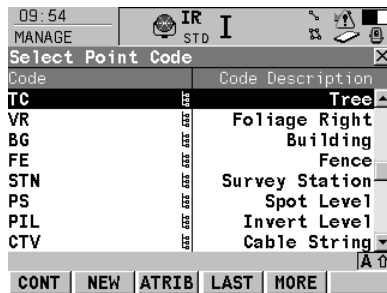 09:54
MANAGE
IR
STD
I
Select Point Code
Code Code Description
TC Tree
VR Foliage Right
BG Building
FE Fence
STN Survey Station
PS Spot Level
PIL Invert Level
CTV Cable String
A
CONT NEW ATRIB LAST MORE